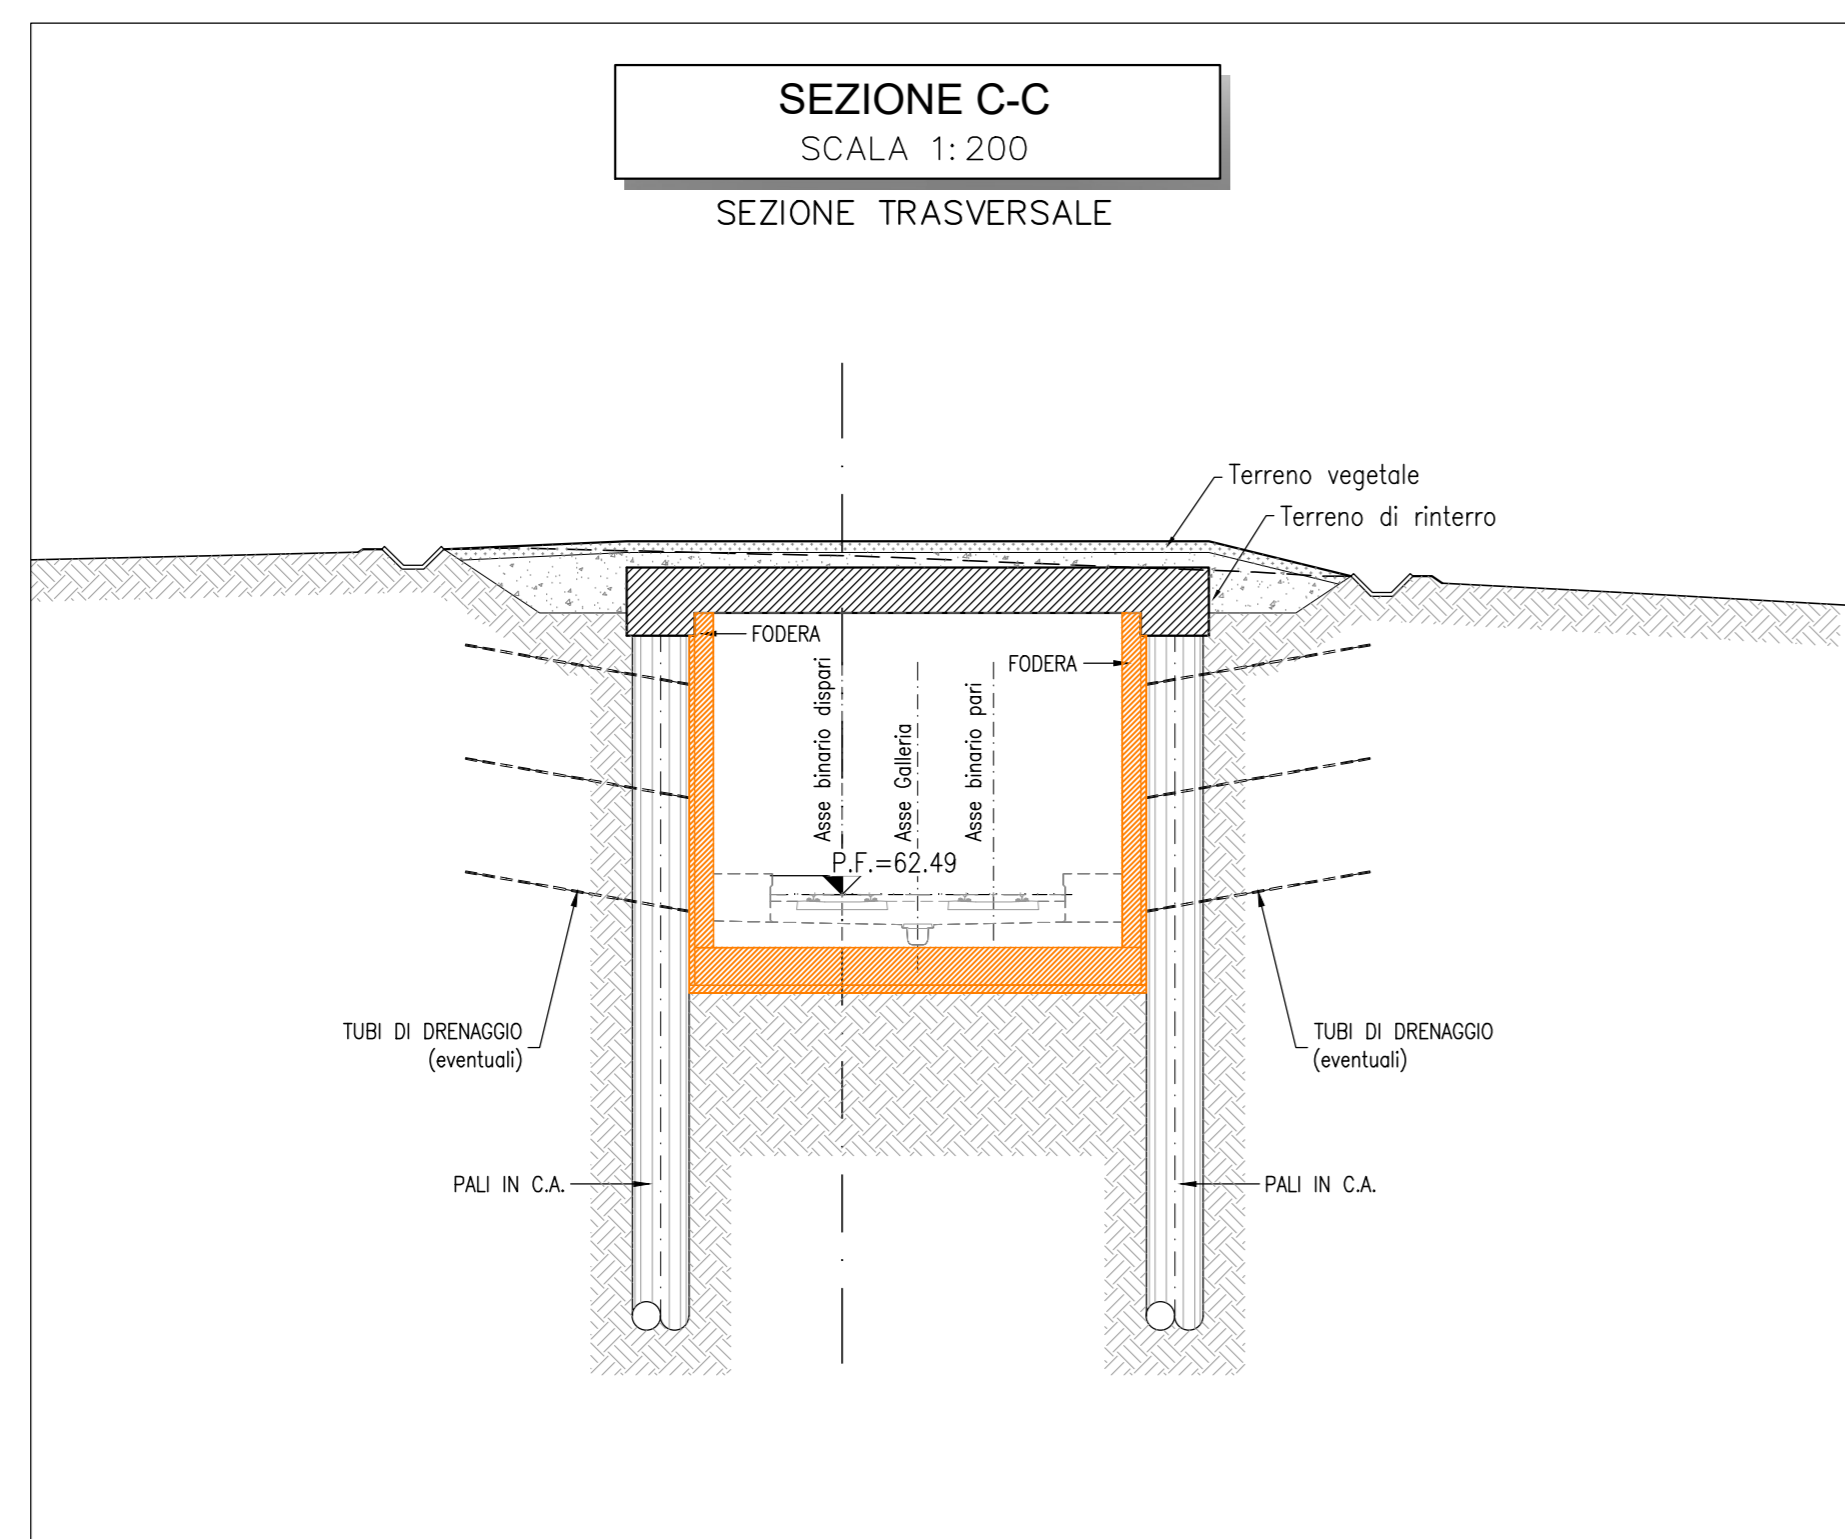 SEZIONE C-C
SCALA 1:200
SEZIONE TRASVERSALE
Terreno vegetale
Terreno di rinterro
FODERA
FODERA
Asse binario dispari
Asse Galleria
Asse binario pari
P.F.=62.49
TUBI DI DRENAGGIO
(eventuali)
TUBI DI DRENAGGIO
(eventuali)
PALI IN C.A.
PALI IN C.A.